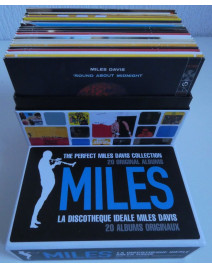 MILES DAVIS
'ROUND ABOUT MIDNIGHT
THE PERFECT MILES DAVIS COLLECTION
20 ORIGINAL ALBUMS
MILES
LA DISCOTHEQUE IDEALE MILES DAVIS
20 ALBUMS ORIGINAUX
MILES